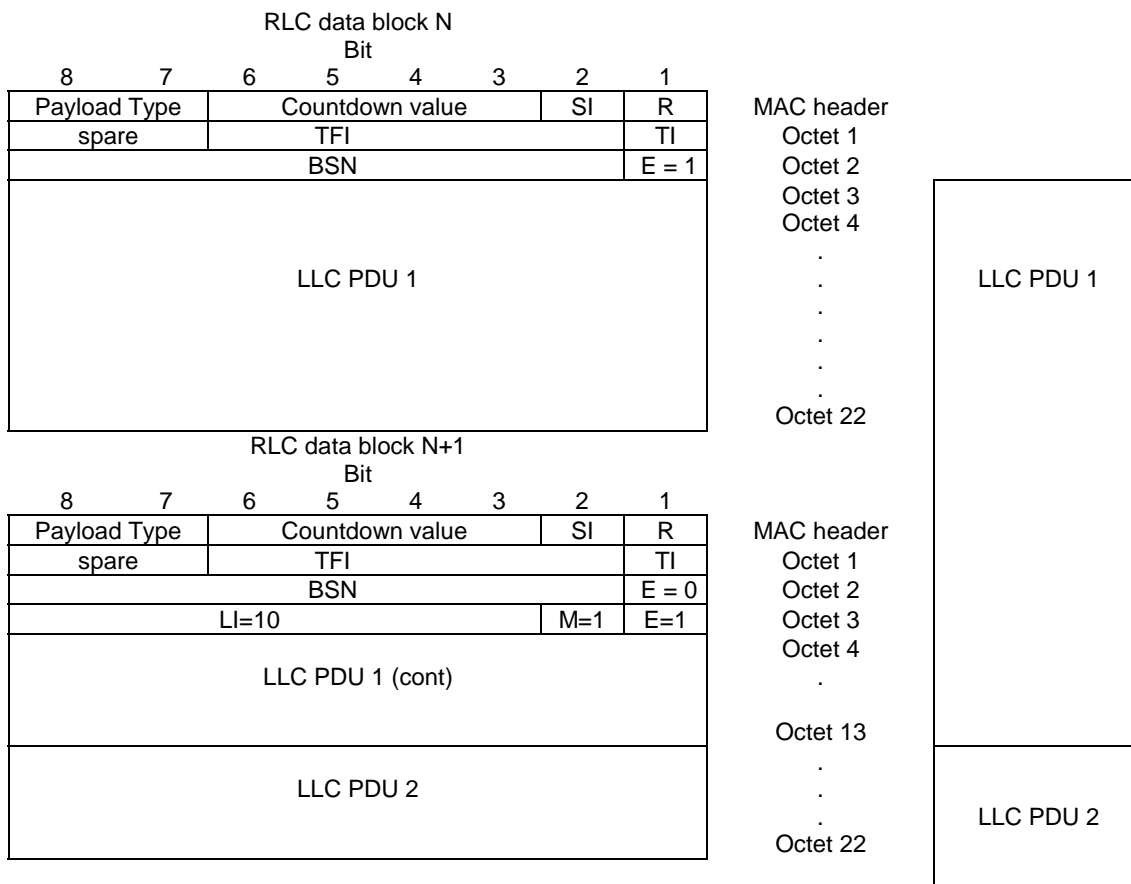 RLC data block N
Bit
8 7 6 5 4 3 2 1
Payload Type Countdown value SI R MAC header
spare TFI TI Octet 1
BSN E = 1 Octet 2
Octet 3
Octet 4
.
LLC PDU 1 . LLC PDU 1
.
.
.
.
Octet 22
RLC data block N+1
Bit
8 7 6 5 4 3 2 1
Payload Type Countdown value SI R MAC header
spare TFI TI Octet 1
BSN E = 0 Octet 2
LI=10 M=1 E=1 Octet 3
Octet 4
LLC PDU 1 (cont) .
Octet 13
.
LLC PDU 2 .
. LLC PDU 2
Octet 22